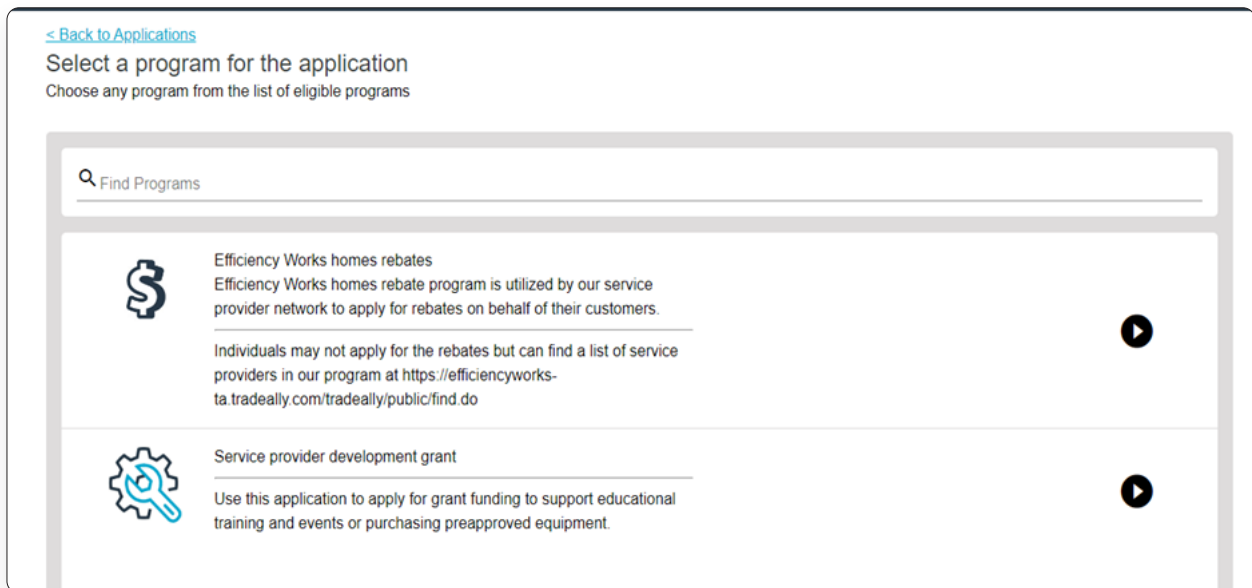 < Back to Applications
Select a program for the application
Choose any program from the list of eligible programs
Find Programs
Efficiency Works homes rebates
Efficiency Works homes rebate program is utilized by our service
provider network to apply for rebates on behalf of their customers.
Individuals may not apply for the rebates but can find a list of service
providers in our program at https://efficiencyworks-
ta.tradeally.com/tradeally/public/find.do
Service provider development grant
Use this application to apply for grant funding to support educational
training and events or purchasing preapproved equipment.